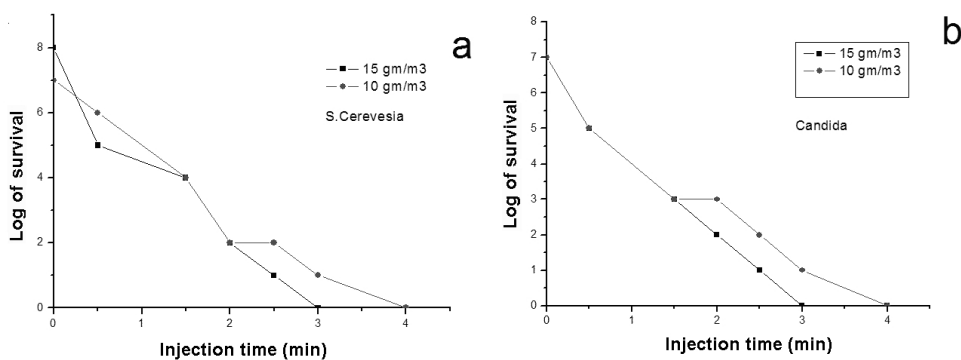 a
15 gm/m3
10 gm/m3
S.Cerevesia
Log of survival
8
6
4
2
0
0
1
2
3
4
Injection time (min)
b
15 gm/m3
10 gm/m3
Candida
Log of survival
8
7
6
5
4
3
2
1
0
0
1
2
3
4
Injection time (min)